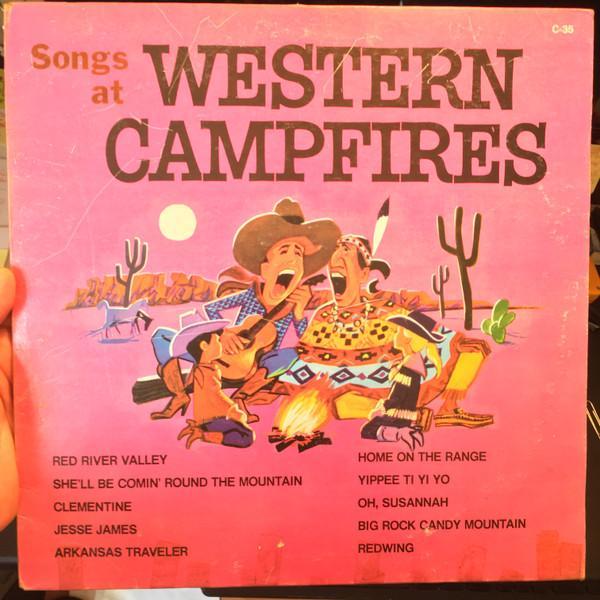 C-35
Songs
at
WESTERN
CAMPFIRES
RED RIVER VALLEY
SHE'LL BE COMIN' ROUND THE MOUNTAIN
CLEMENTINE
JESSE JAMES
ARKANSAS TRAVELER
HOME ON THE RANGE
YIPPEE TI YI YO
OH, SUSANNAH
BIG ROCK CANDY MOUNTAIN
REDWING